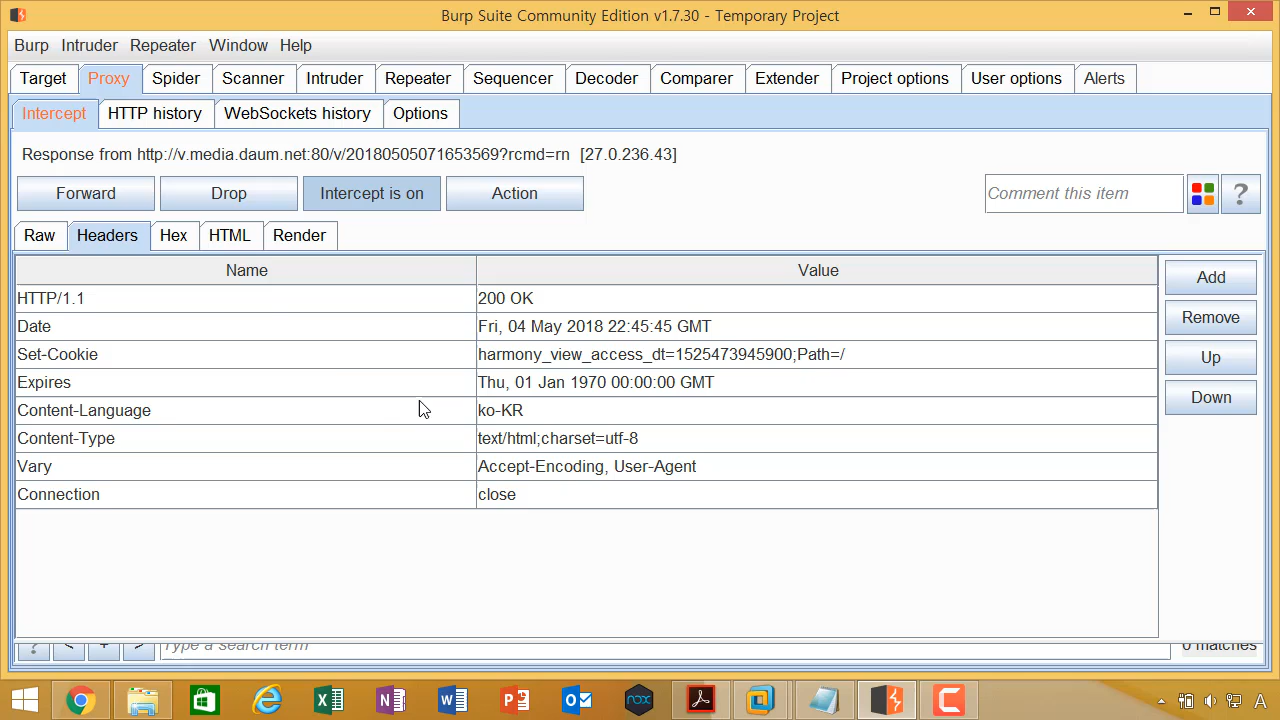 Burp Suite Community Edition v1.7.30 - Temporary Project
Burp Intruder Repeater Window Help
Target Proxy Spider Scanner Intruder Repeater Sequencer Decoder Comparer Extender Project options User options Alerts
Intercept HTTP history WebSockets history Options
Response from http://v.media.daum.net:80/v/20180505071653569?rcmd=rn [27.0.236.43]
Forward Drop Intercept is on Action Comment this item ?
Raw Headers Hex HTML Render
Name Value Add
HTTP/1.1 200 OK
Date Fri, 04 May 2018 22:45:45 GMT Remove
Set-Cookie harmony_view_access_dt=1525473945900;Path=/ Up
Expires Thu, 01 Jan 1970 00:00:00 GMT Down
Content-Language ko-KR
Content-Type text/html;charset=utf-8
Vary Accept-Encoding, User-Agent
Connection close
? < + > Type a search term 0 matches
X N W P O nox A